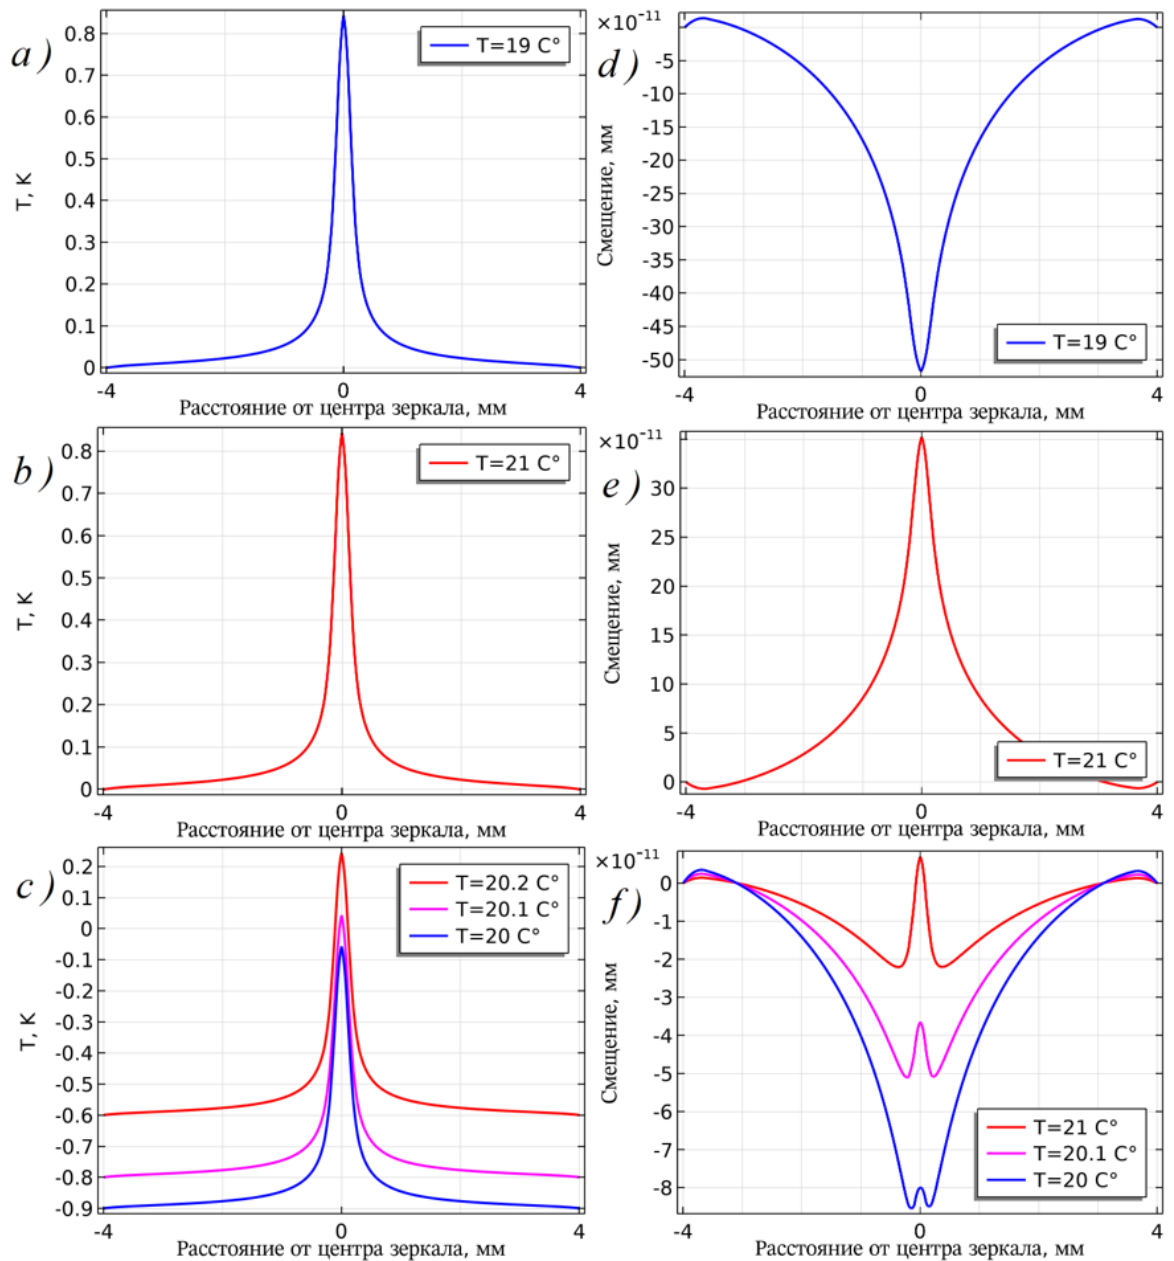 a)
T, K
0.8
0.7
0.6
0.5
0.4
0.3
0.2
0.1
0
T=19 C°
-4
0
4
Расстояние от центра зеркала, мм
d)
×10⁻¹¹
Смещение, мм
-5
-10
-15
-20
-25
-30
-35
-40
-45
-50
T=19 C°
-4
0
4
Расстояние от центра зеркала, мм
b)
T, K
0.8
0.7
0.6
0.5
0.4
0.3
0.2
0.1
0
T=21 C°
-4
0
4
Расстояние от центра зеркала, мм
e)
×10⁻¹¹
Смещение, мм
30
25
20
15
10
5
0
T=21 C°
-4
0
4
Расстояние от центра зеркала, мм
c)
T, K
0.2
0.1
0
-0.1
-0.2
-0.3
-0.4
-0.5
-0.6
-0.7
-0.8
-0.9
T=20.2 C°
T=20.1 C°
T=20 C°
-4
0
4
Расстояние от центра зеркала, мм
f)
×10⁻¹¹
Смещение, мм
0
-1
-2
-3
-4
-5
-6
-7
-8
T=21 C°
T=20.1 C°
T=20 C°
-4
0
4
Расстояние от центра зеркала, мм